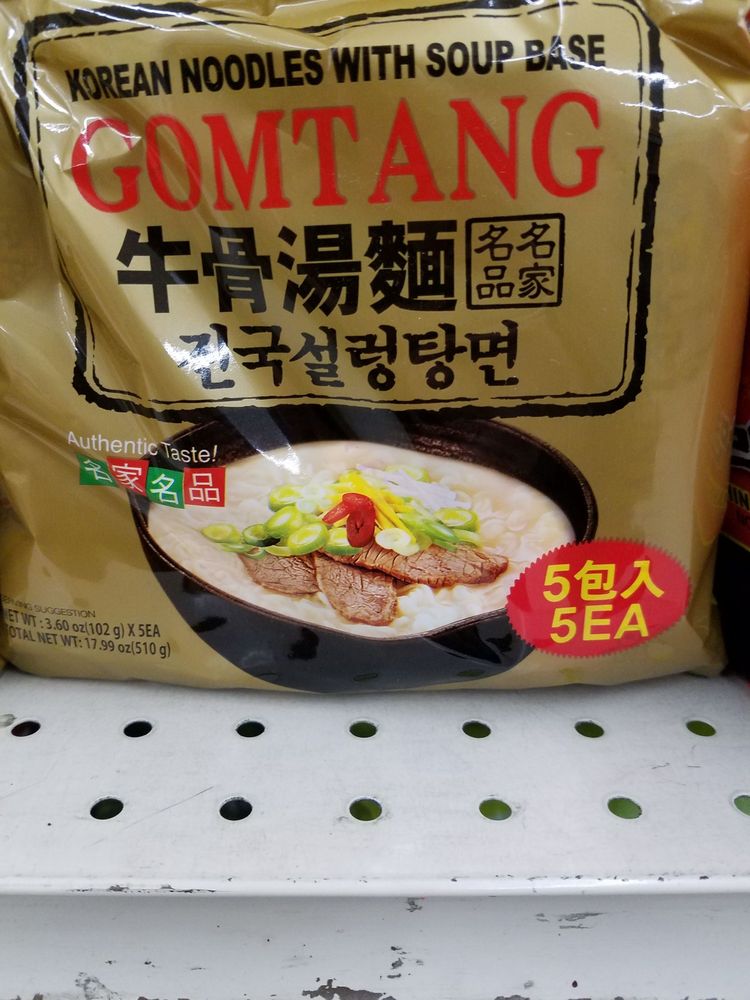 KOREAN NOODLES WITH SOUP BASE
GOMTANG
牛骨湯麵 名家名品
진국설렁탕면
Authentic Taste!
名家名品
5包入
5EA
SERVING SUGGESTION
NET WT : 3.60 oz(102 g) X 5EA
TOTAL NET WT: 17.99 oz(510 g)